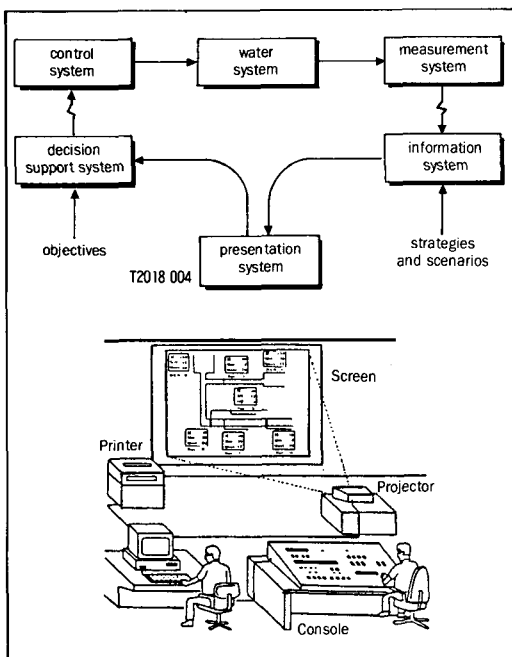 control
system
water
system
measurement
system
decision
support system
information
system
objectives
presentation
system
strategies
and scenarios
T2018 004
Screen
Printer
Projector
Console